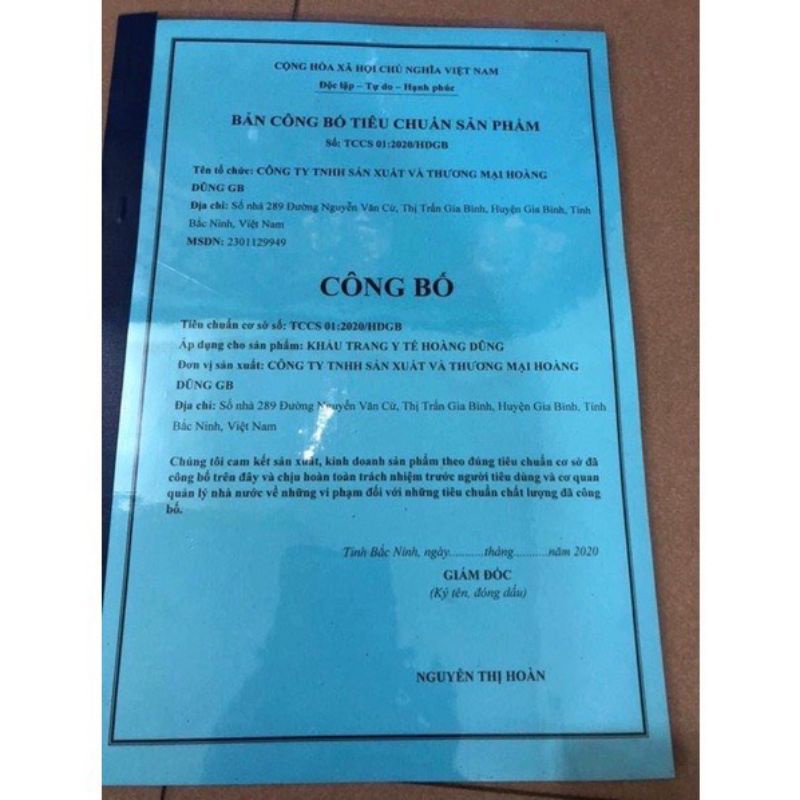 CỘNG HÒA XÃ HỘI CHỦ NGHĨA VIỆT NAM
Độc lập – Tự do – Hạnh phúc
BẢN CÔNG BỐ TIÊU CHUẨN SẢN PHẨM
Số: TCCS 01:2020/HDGB
Tên tổ chức: CÔNG TY TNHH SẢN XUẤT VÀ THƯƠNG MẠI HOÀNG
DŨNG GB
Địa chỉ: Số nhà 289 Đường Nguyễn Văn Cừ, Thị Trấn Gia Bình, Huyện Gia Bình, Tỉnh
Bắc Ninh, Việt Nam
MSDN: 2301129949
CÔNG BỐ
Tiêu chuẩn cơ sở số: TCCS 01:2020/HDGB
Áp dụng cho sản phẩm: KHẨU TRANG Y TẾ HOÀNG DŨNG
Đơn vị sản xuất: CÔNG TY TNHH SẢN XUẤT VÀ THƯƠNG MẠI HOÀNG
DŨNG GB
Địa chỉ: Số nhà 289 Đường Nguyễn Văn Cừ, Thị Trấn Gia Bình, Huyện Gia Bình, Tỉnh
Bắc Ninh, Việt Nam
Chúng tôi cam kết sản xuất, kinh doanh sản phẩm theo đúng tiêu chuẩn cơ sở đã
công bố trên đây và chịu hoàn toàn trách nhiệm trước người tiêu dùng và cơ quan
quản lý nhà nước về những vi phạm đối với những tiêu chuẩn chất lượng đã công
bố.
Tỉnh Bắc Ninh, ngày...........tháng...........năm 2020
GIÁM ĐỐC
(Ký tên, đóng dấu)
NGUYỄN THỊ HOÀN